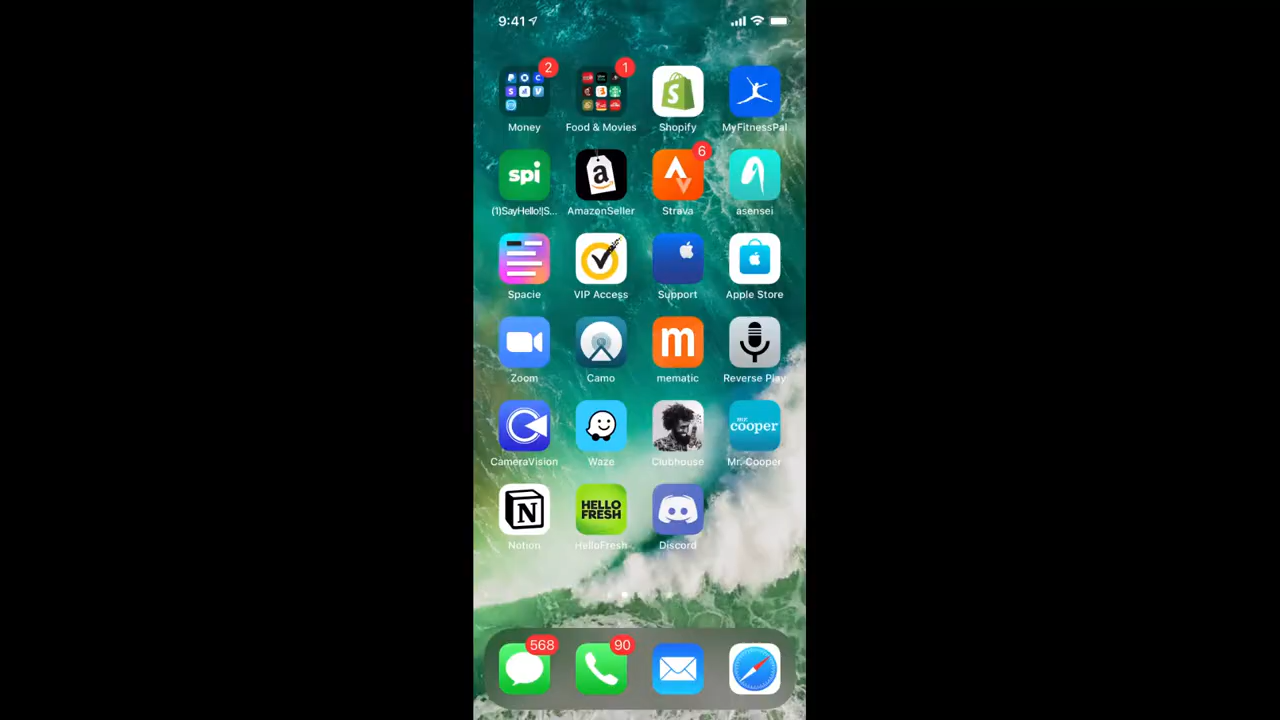 9:41
2
1
Money
Food & Movies
Shopify
MyFitnessPal
spi
a
6
(1)SayHello!|S...
AmazonSeller
Strava
asensei
Spacie
VIP Access
Support
Apple Store
m
Zoom
Camo
mematic
Reverse Play
mr.
cooper
CameraVision
Waze
Clubhouse
Mr. Cooper
N
HELLO
FRESH
Notion
HelloFresh
Discord
568
90